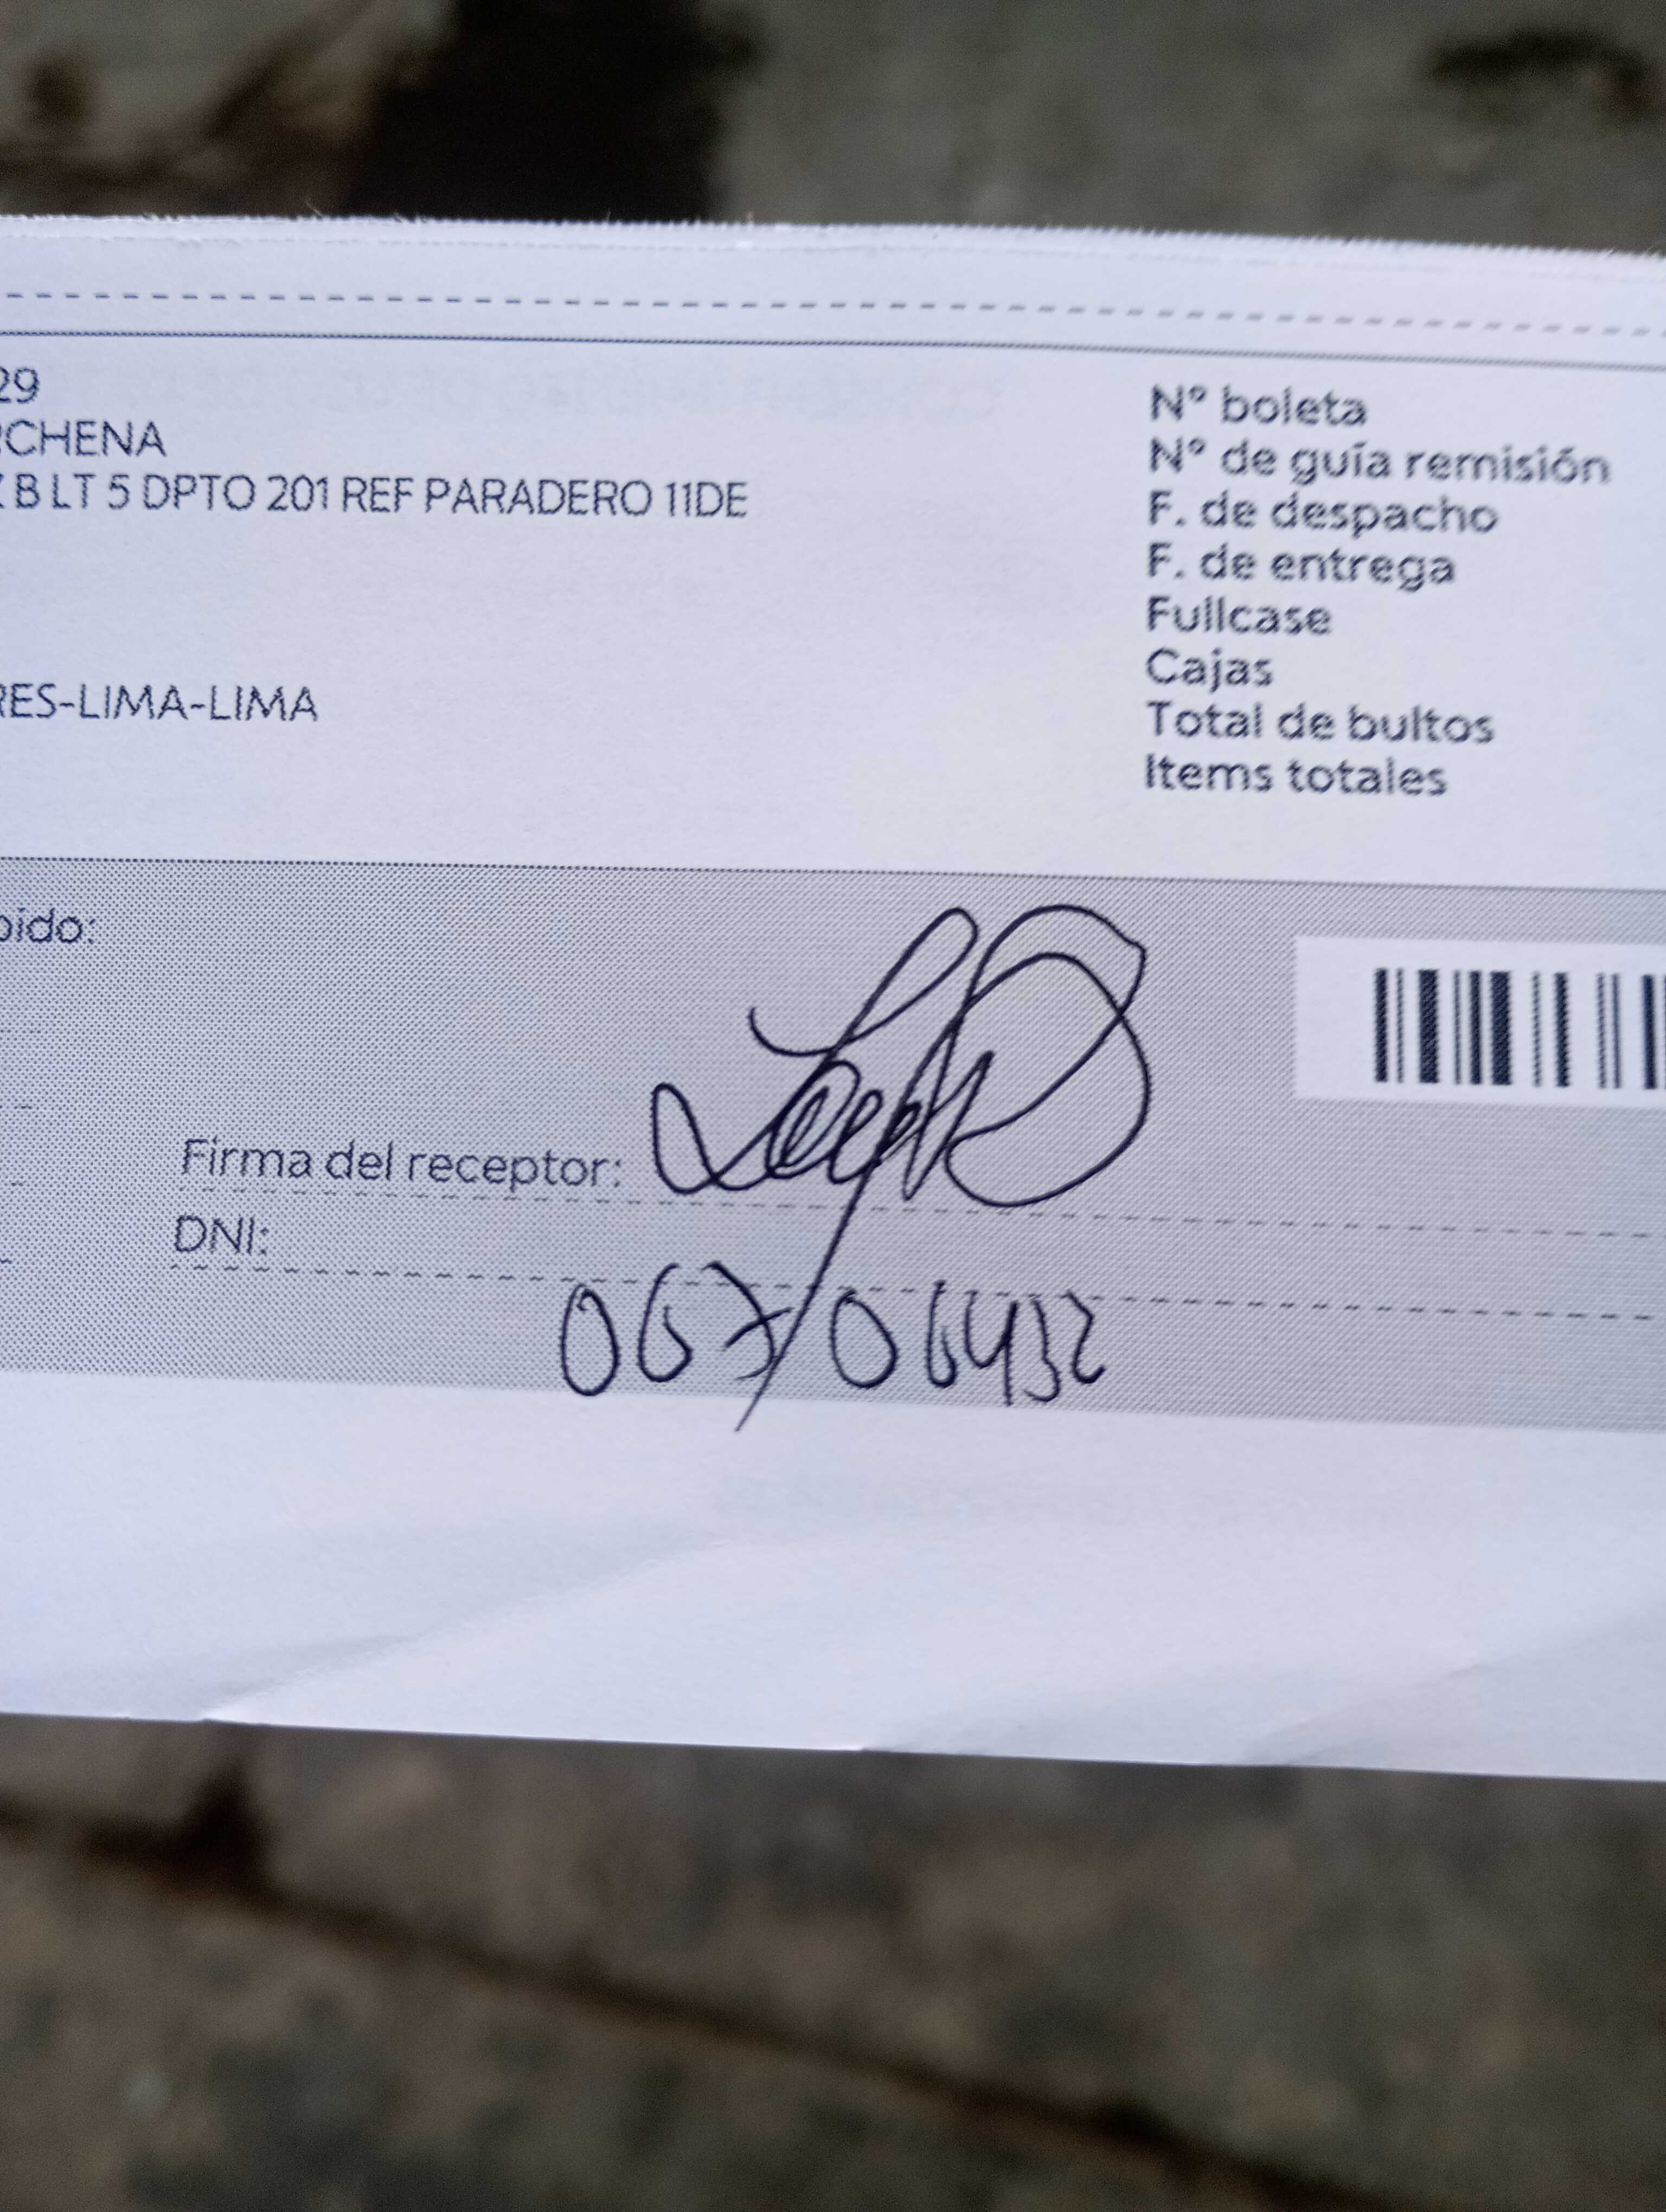 29
RCHENA
Z B LT 5 DPTO 201 REF PARADERO 11DE
RES-LIMA-LIMA
N° boleta
N° de guía remisión
F. de despacho
F. de entrega
Fullcase
Cajas
Total de bultos
Items totales
bido:
Firma del receptor:
DNI:
06706432